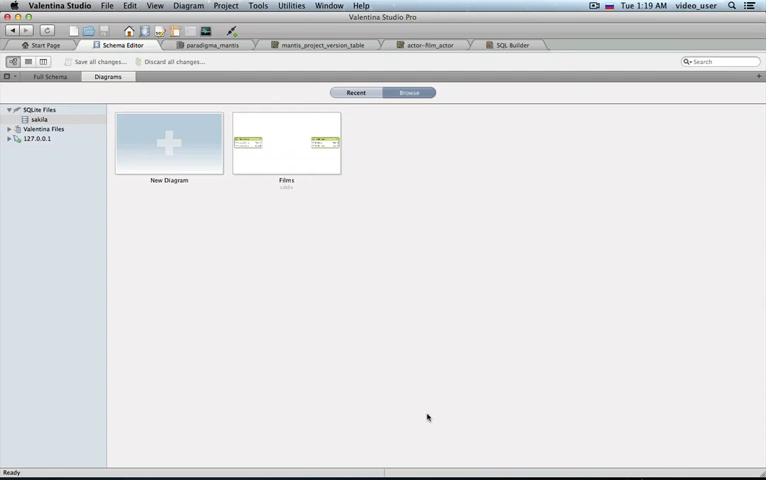 Valentina Studio File Edit View Diagram Project Tools Utilities Window Help Tue 1:19 AM video_user
Valentina Studio Pro
Start Page Schema Editor paradigma_mantis mantis_project_version_table actor-film_actor SQL Builder
Save all changes... Discard all changes... Search
Full Schema Diagrams
Recent Browse
SQLite Files
sakila
Valentina Files
127.0.0.1
New Diagram Films
sakila
Ready